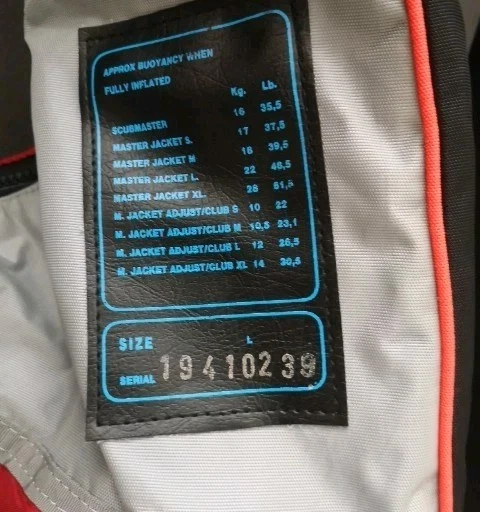 APPROX BUOYANCY WHEN
FULLY INFLATED
Kg. Lb.
SCUBMASTER 16 35,5
MASTER JACKET S. 17 37,5
MASTER JACKET M 18 39,5
MASTER JACKET L. 22 48,5
MASTER JACKET XL. 28 61,5
M. JACKET ADJUST/CLUB S 10 22
M. JACKET ADJUST/CLUB M 10,5 23,1
M. JACKET ADJUST/CLUB L 12 26,5
M. JACKET ADJUST/CLUB XL 14 30,5
SIZE L
SERIAL 19410239